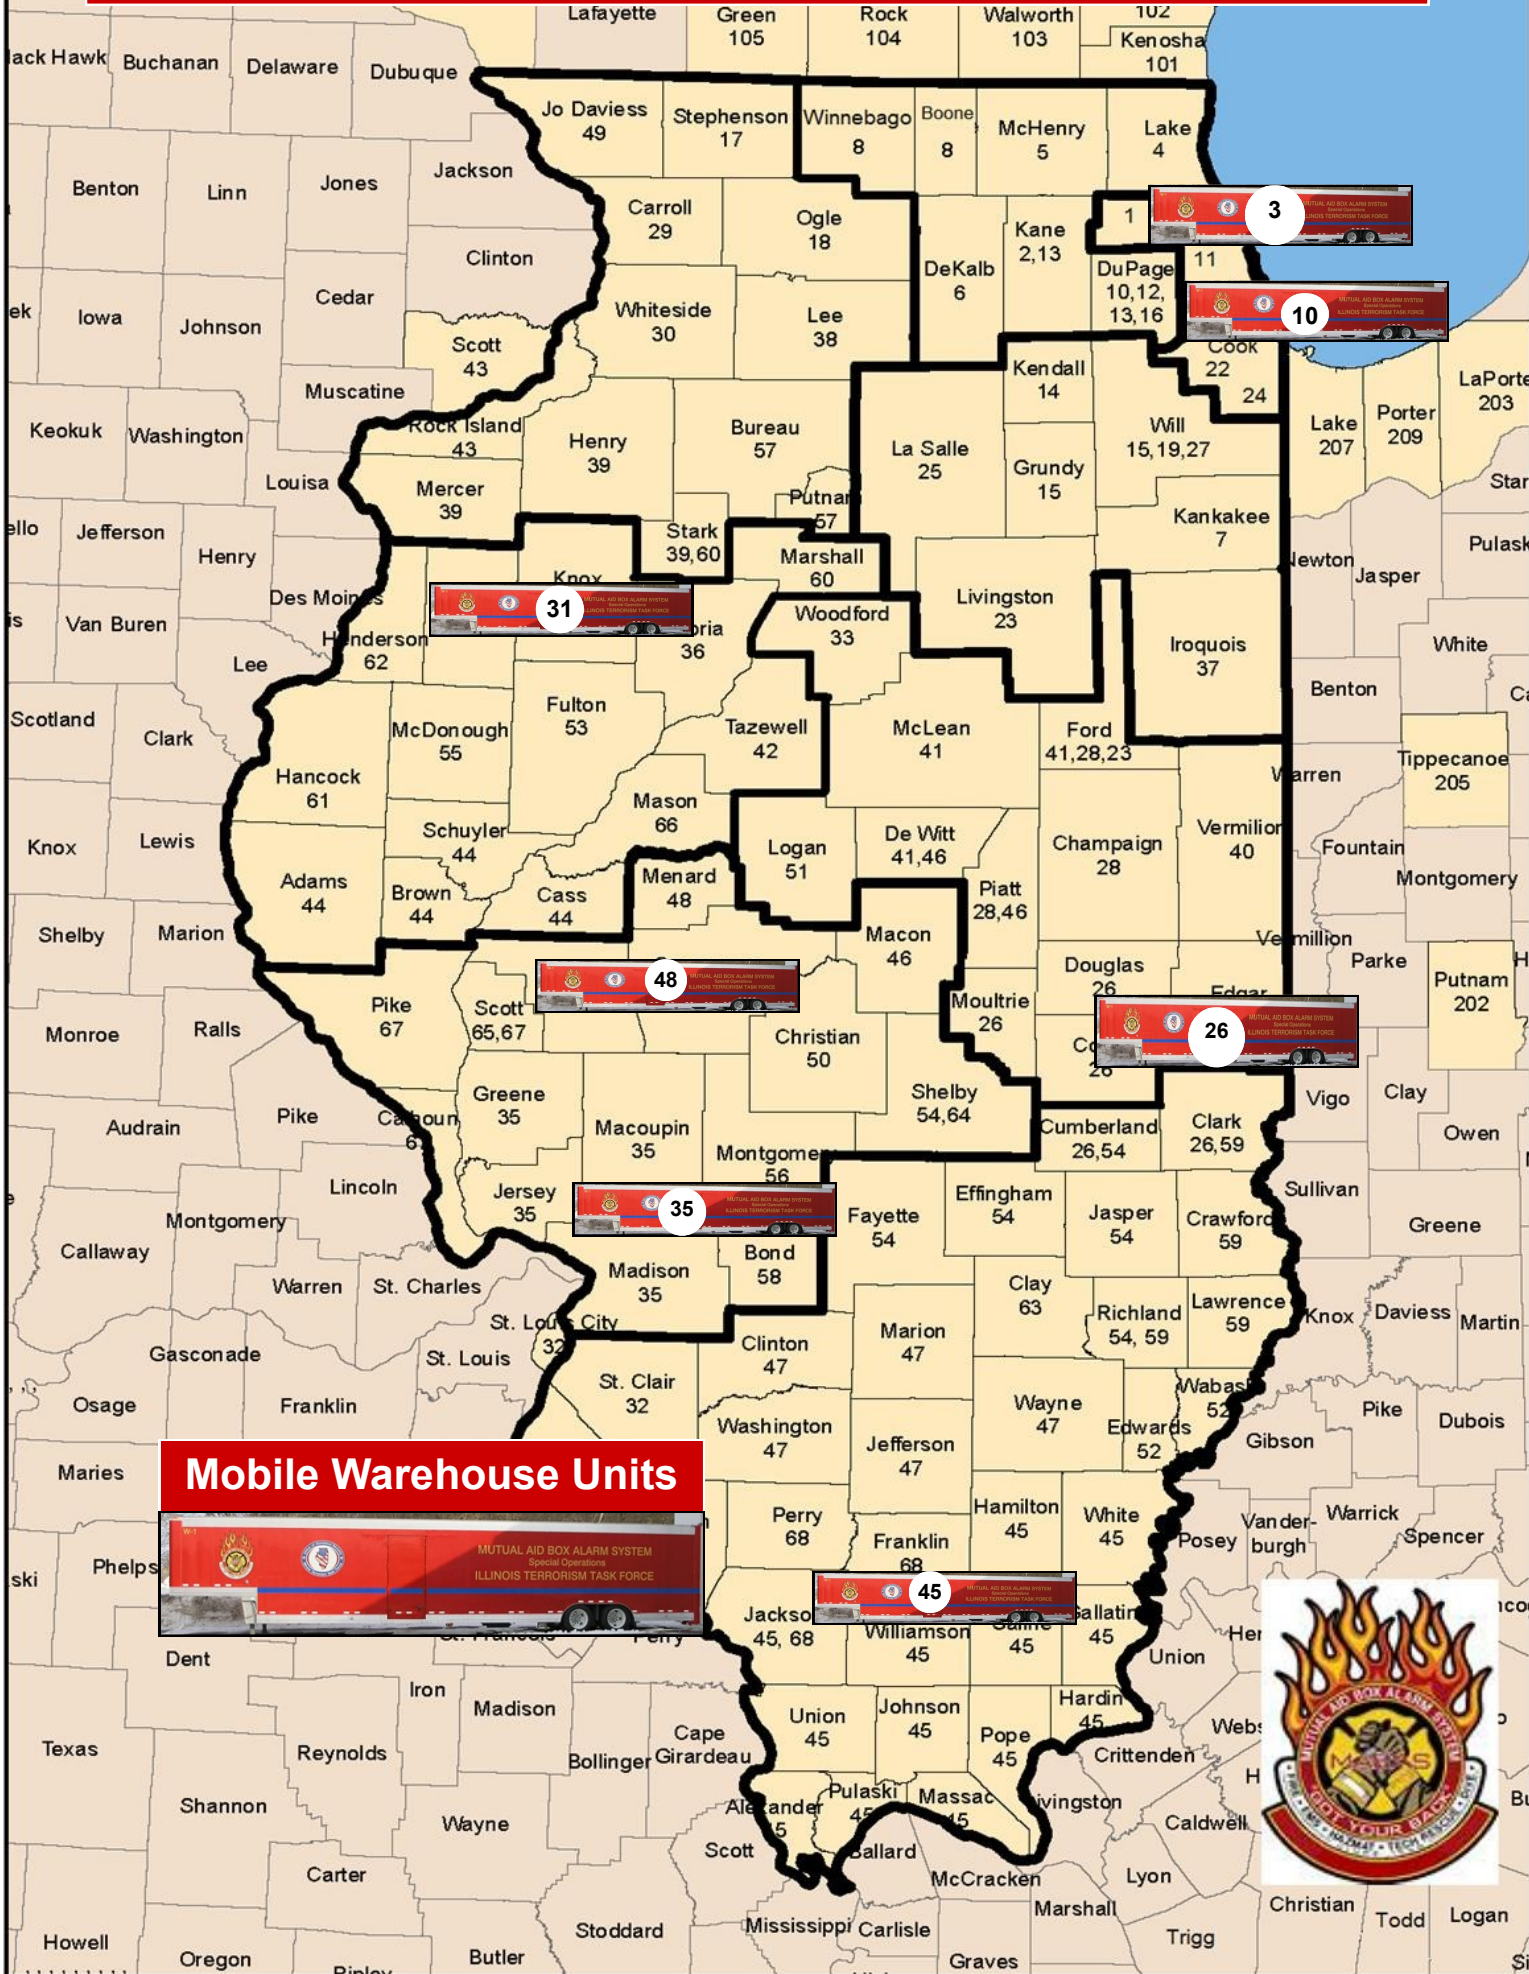 Lafayette
Green
105
Rock
104
Walworth
103
102
Kenosha
101
Buchanan
Delaware
Dubuque
Jo Daviess
49
Stephenson
17
Winnebago
8
Boone
8
McHenry
5
Lake
4
Benton
Linn
Jones
Jackson
Carroll
29
Ogle
18
DeKalb
6
Kane
2,13
1
3
11
Clinton
DuPage
10,12,
13,16
10
Iowa
Johnson
Cedar
Scott
43
Whiteside
30
Lee
38
Cook
22
24
Muscatine
Kendall
14
LaPorte
203
Keokuk
Washington
Rock Island
43
Henry
39
Bureau
57
La Salle
25
Grundy
15
Will
15,19,27
Lake
207
Porter
209
Louisa
Mercer
39
Putnam
57
Kankakee
7
Jefferson
Henry
Stark
39,60
Marshall
60
Newton
Jasper
Des Moines
Knox
31
Livingston
23
Van Buren
Lee
Henderson
62
36
Woodford
33
Iroquois
37
White
Benton
Scotland
Clark
McDonough
55
Fulton
53
Tazewell
42
McLean
41
Ford
41,28,23
Hancock
61
Mason
66
Warren
Tippecanoe
205
Knox
Lewis
Schuyler
44
Logan
51
De Witt
41,46
Champaign
28
Vermilion
40
Fountain
Montgomery
Adams
44
Brown
44
Cass
44
Menard
48
Piatt
28,46
Shelby
Marion
Macon
46
Vermillion
Parke
Putnam
202
Pike
67
Scott
65,67
48
Douglas
26
Edgar
Moultrie
26
26
26
Monroe
Ralls
Christian
50
Shelby
54,64
Vigo
Clay
Owen
Audrain
Pike
Calhoun
Greene
35
Macoupin
35
Montgomery
56
Cumberland
26,54
Clark
26,59
Sullivan
Greene
Lincoln
Jersey
35
35
Effingham
54
Fayette
54
Jasper
54
Crawford
59
Montgomery
Callaway
Warren
St. Charles
Madison
35
Bond
58
Clay
63
Richland
54, 59
Lawrence
59
Knox
Daviess
Martin
St. Louis City
32
Gasconade
St. Louis
Clinton
47
Marion
47
Osage
Franklin
St. Clair
32
Washington
47
Jefferson
47
Wayne
47
Edwards
52
Wabash
52
Pike
Dubois
Gibson
Maries
Mobile Warehouse Units
Perry
68
Franklin
68
Hamilton
45
White
45
Posey
Vander-
burgh
Warrick
Spencer
Phelps
W-1
MUTUAL AID BOX ALARM SYSTEM
Special Operations
ILLINOIS TERRORISM TASK FORCE
Jackson
45, 68
45
Williamson
45
Saline
45
Gallatin
45
Union
Dent
St. Francois
Perry
Iron
Madison
Union
45
Johnson
45
Pope
45
Hardin
45
Texas
Reynolds
Bollinger
Cape
Girardeau
Crittenden
Shannon
Wayne
Alexander
Pulaski
45
Massac
45
Livingston
Caldwell
MUTUAL AID BOX ALARM SYSTEM
MABAS
"GOT YOUR BACK"
FIRE • EMS • HAZMAT • TECH RESCUE • DIVE
Scott
Ballard
McCracken
Lyon
Carter
Marshall
Christian
Todd
Logan
Howell
Oregon
Ripley
Butler
Stoddard
Mississippi
Carlisle
Graves
Trigg